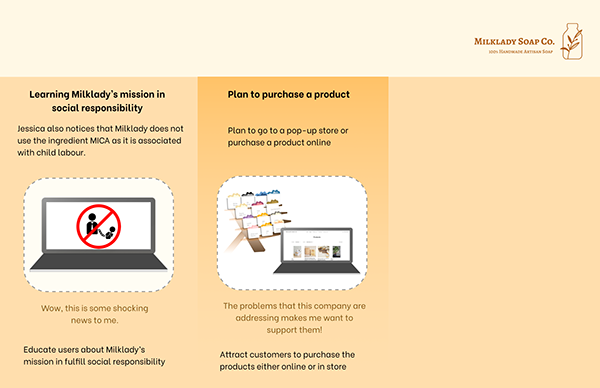 MILKLADY SOAP CO.
100% HANDMADE ARTISAN SOAP
Learning Milklady's mission in
social responsibility
Jessica also notices that Milklady does not
use the ingredient MICA as it is associated
with child labour.
Wow, this is some shocking
news to me.
Educate users about Milklady's
mission in fulfill social responsibility
Plan to purchase a product
Plan to go to a pop-up store or
purchase a product online
The problems that this company are
addressing makes me want to
support them!
Attract customers to purchase the
products either online or in store